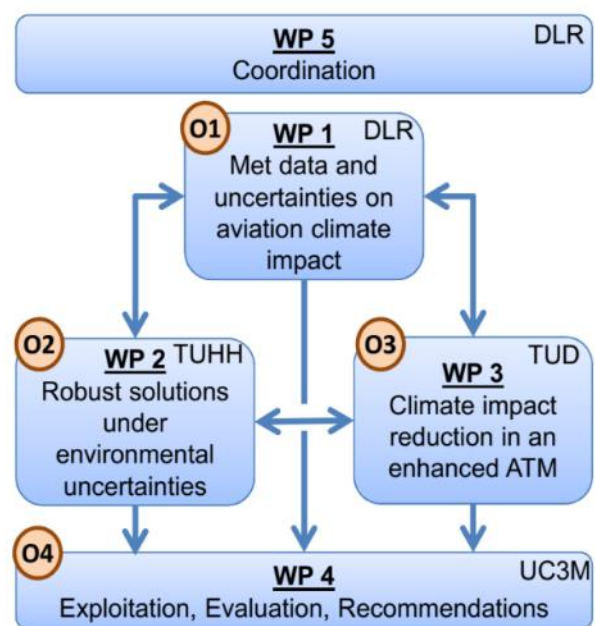 WP 5
DLR
Coordination
O1
WP 1
DLR
Met data and
uncertainties on
aviation climate
impact
O2
WP 2
TUHH
Robust solutions
under
environmental
uncertainties
O3
TUD
WP 3
Climate impact
reduction in an
enhanced ATM
O4
WP 4
UC3M
Exploitation, Evaluation, Recommendations